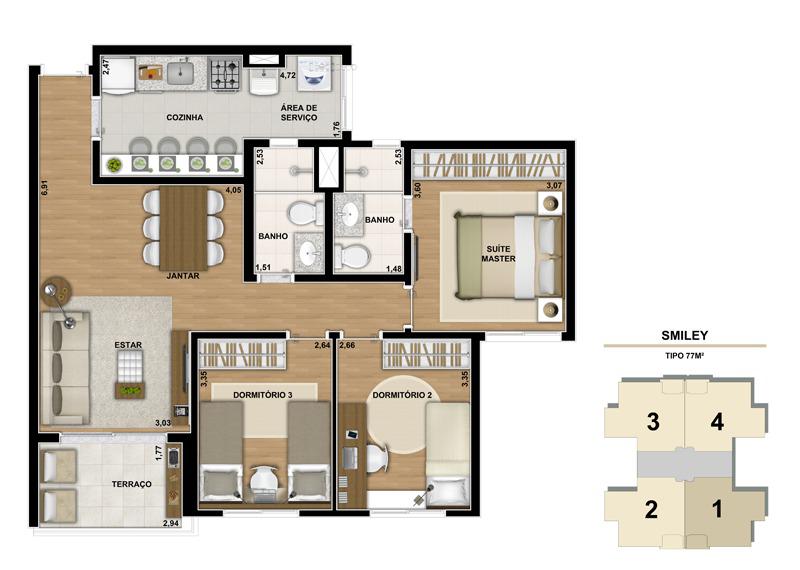 2,47
COZINHA
4,72
ÁREA DE
SERVIÇO
1,76
6,91
4,05
JANTAR
2,53
BANHO
1,51
2,53
BANHO
1,48
3,60
3,07
SUÍTE
MASTER
ESTAR
3,03
2,64
3,35
DORMITÓRIO 3
2,66
3,35
DORMITÓRIO 2
1,77
TERRAÇO
2,94
SMILEY
TIPO 77M²
3
4
2
1